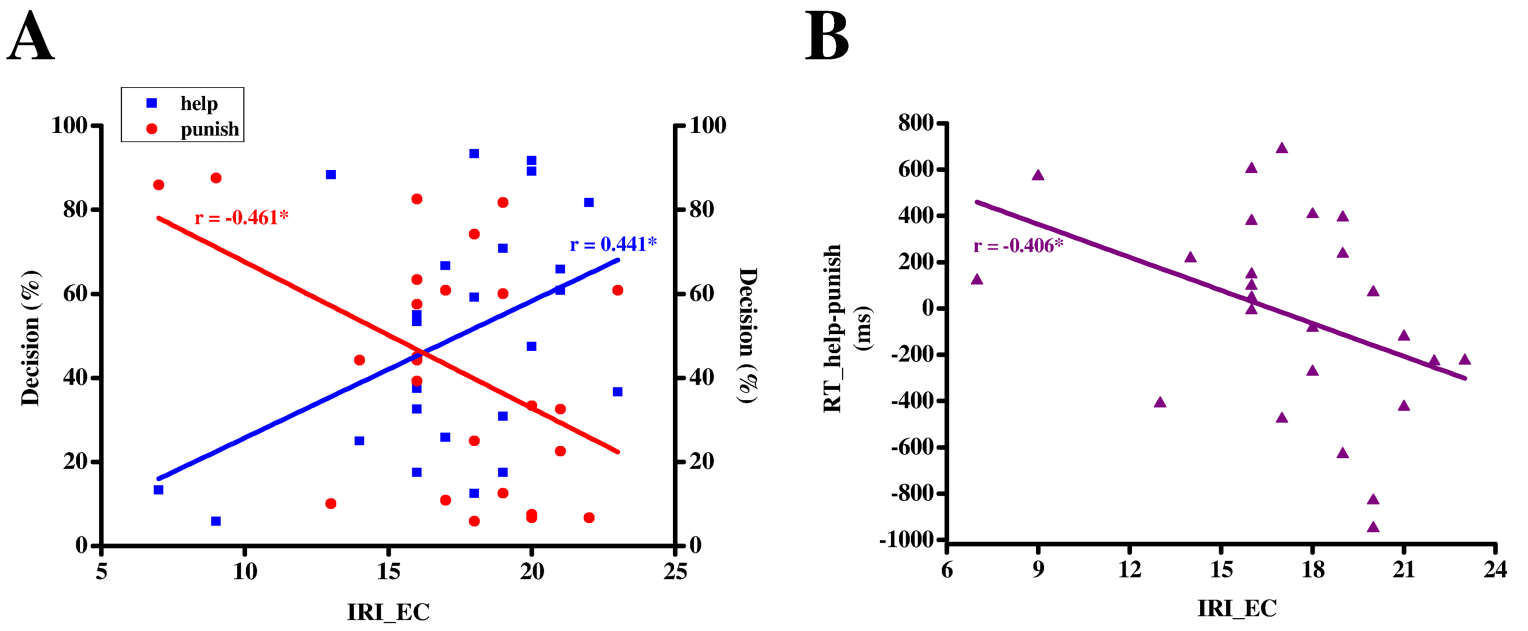 A
help
punish
100
80
60
40
20
0
100
80
60
40
20
0
r = -0.461*
r = 0.441*
Decision (%)
Decision (%)
5
10
15
20
25
IRI_EC
B
800
600
400
200
0
-200
-400
-600
-800
-1000
r = -0.406*
RT_help-punish
(ms)
6
9
12
15
18
21
24
IRI_EC